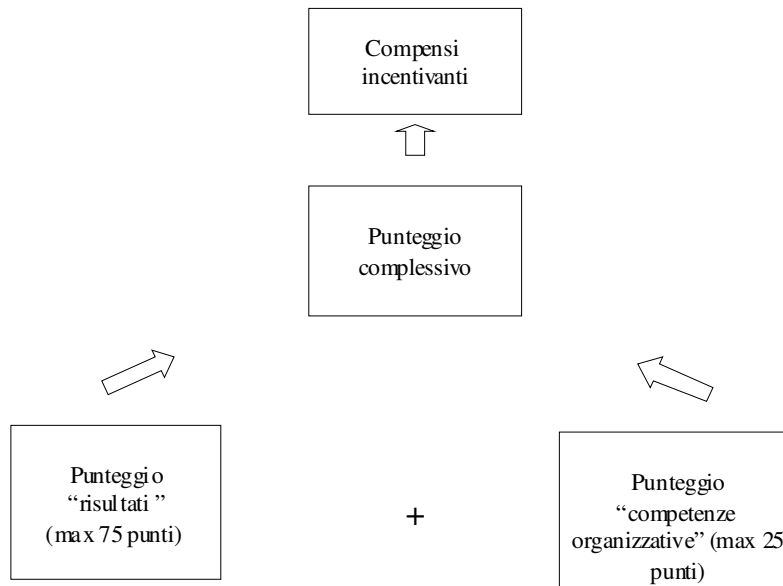 Compensi
incentivanti
Punteggio
complessivo
Punteggio
“risultati”
(max 75 punti)
+
Punteggio
“competenze
organizzative” (max 25
punti)